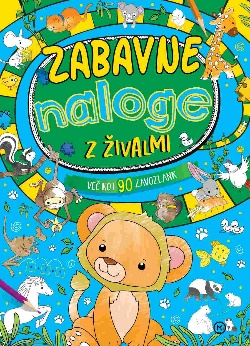 ZABAVNE
naloge
Z ŽIVALMI
VEČ KOT 90 ZAVOZLANK